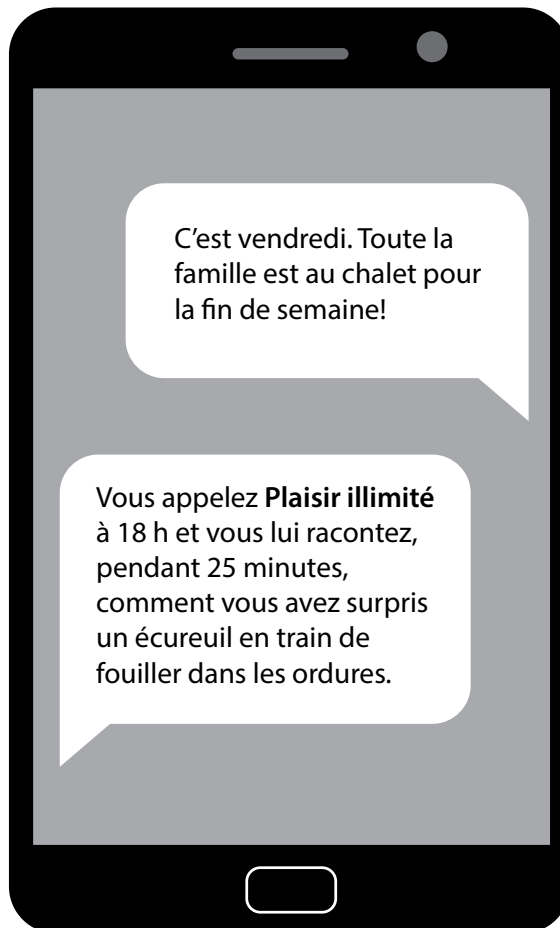 C'est vendredi. Toute la
famille est au chalet pour
la fin de semaine!
Vous appelez Plaisir illimité
à 18 h et vous lui racontez,
pendant 25 minutes,
comment vous avez surpris
un écureuil en train de
fouiller dans les ordures.